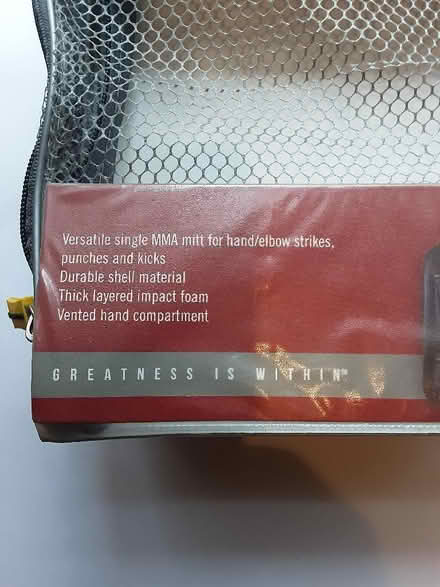 Versatile single MMA mitt for hand/elbow strikes,
punches and kicks
Durable shell material
Thick layered impact foam
Vented hand compartment
GREATNESS IS WITHIN™